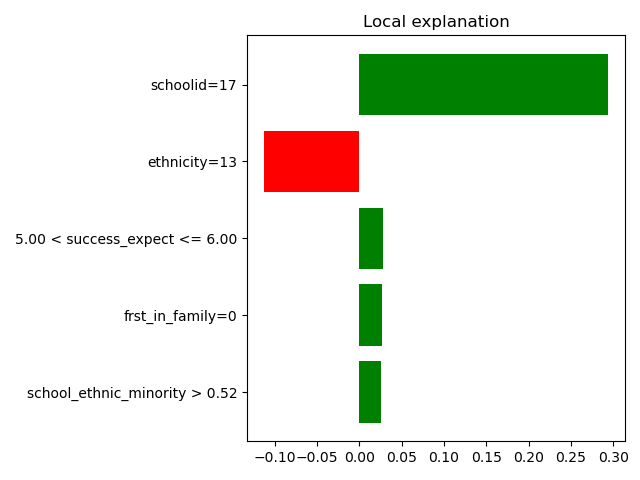 Local explanation
schoolid=17
ethnicity=13
5.00 < success_expect <= 6.00
frst_in_family=0
school_ethnic_minority > 0.52
−0.10 −0.05 0.00 0.05 0.10 0.15 0.20 0.25 0.30